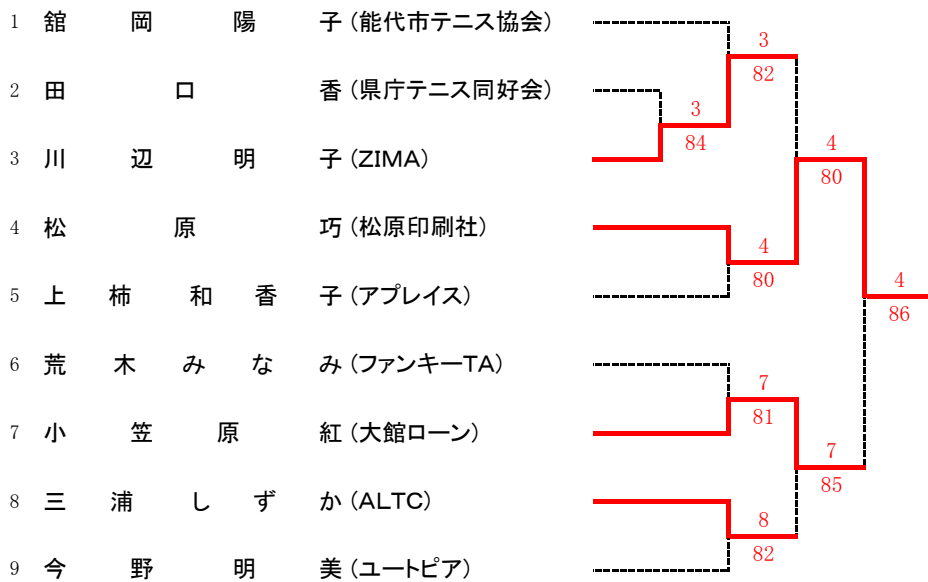 1 舘岡陽子 (能代市テニス協会)
3
82
2 田口香 (県庁テニス同好会)
3
84
3 川辺明子 (ZIMA)
4
80
4 松原巧 (松原印刷社)
4
80
5 上柿和香子 (アプレイス)
4
86
6 荒木みなみ (ファンキーTA)
7
81
7 小笠原紅 (大館ローン)
7
85
8 三浦しずか (ALTC)
8
82
9 今野明美 (ユートピア)